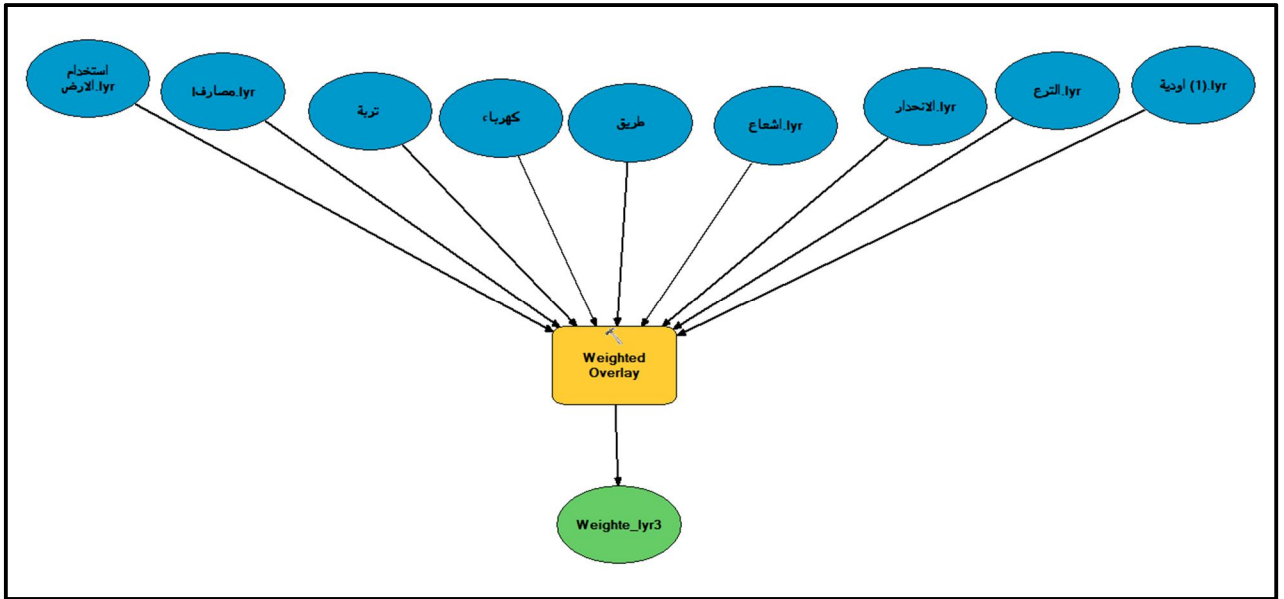 استخدام
الارض.lyr
مصارف1.lyr
تربة
كهرباء
طريق
اشعاع.lyr
الانحدار.lyr
الترع.lyr
اودية (1).lyr
Weighted
Overlay
Weighte_lyr3